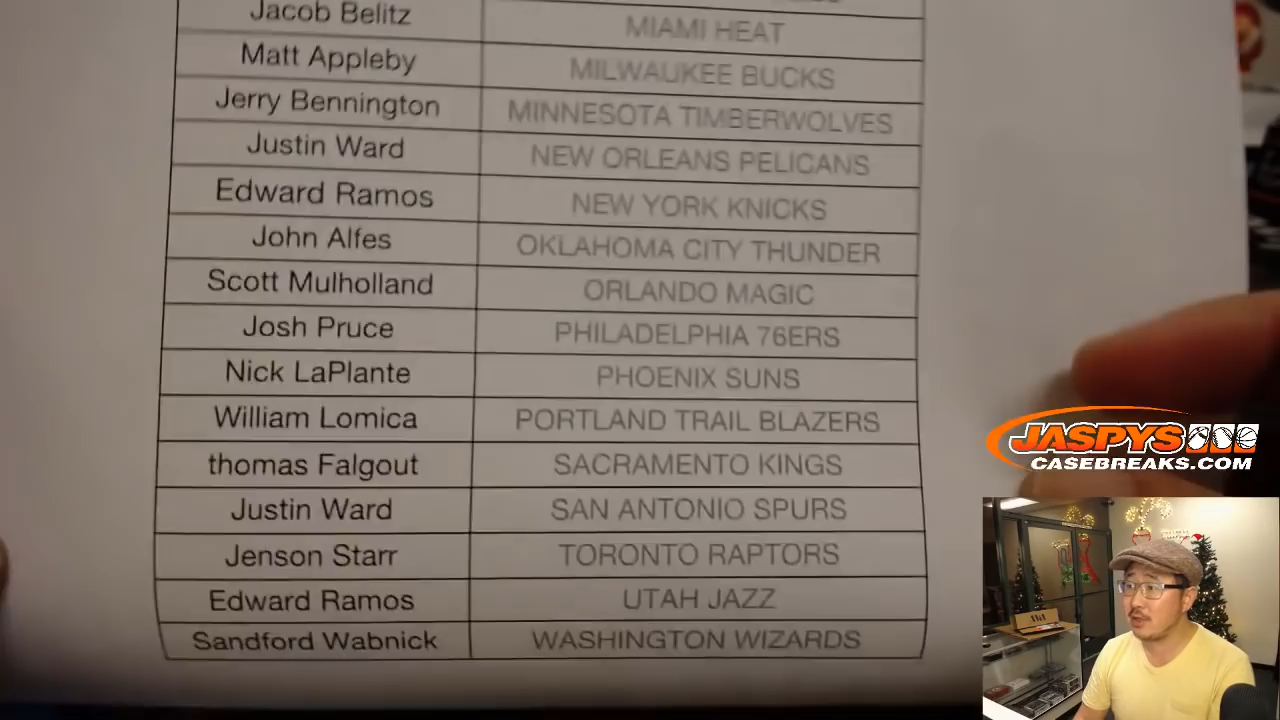 Jacob Belitz MIAMI HEAT
Matt Appleby MILWAUKEE BUCKS
Jerry Bennington MINNESOTA TIMBERWOLVES
Justin Ward NEW ORLEANS PELICANS
Edward Ramos NEW YORK KNICKS
John Alfes OKLAHOMA CITY THUNDER
Scott Mulholland ORLANDO MAGIC
Josh Pruce PHILADELPHIA 76ERS
Nick LaPlante PHOENIX SUNS
William Lomica PORTLAND TRAIL BLAZERS
thomas Falgout SACRAMENTO KINGS
Justin Ward SAN ANTONIO SPURS
Jenson Starr TORONTO RAPTORS
Edward Ramos UTAH JAZZ
Sandford Wabnick WASHINGTON WIZARDS
JASPYS
CASEBREAKS.COM